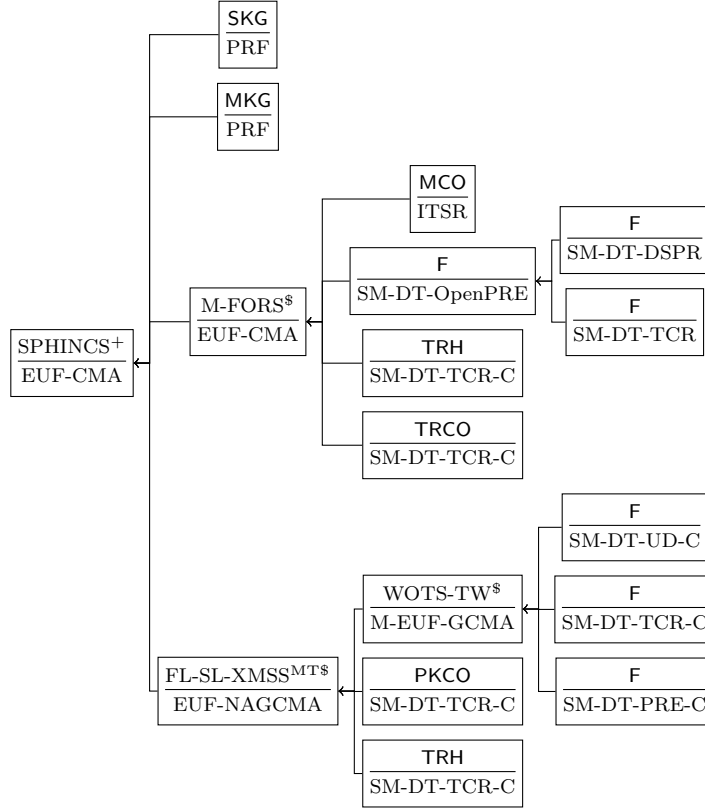 SKG
PRF
MKG
PRF
MCO
ITSR
F
SM-DT-DSPR
F
SM-DT-OpenPRE
F
SM-DT-TCR
M-FORS$
EUF-CMA
TRH
SM-DT-TCR-C
SPHINCS+
EUF-CMA
TRCO
SM-DT-TCR-C
F
SM-DT-UD-C
WOTS-TW$
M-EUF-GCMA
F
SM-DT-TCR-C
FL-SL-XMSSMT$
EUF-NAGCMA
PKCO
SM-DT-TCR-C
F
SM-DT-PRE-C
TRH
SM-DT-TCR-C